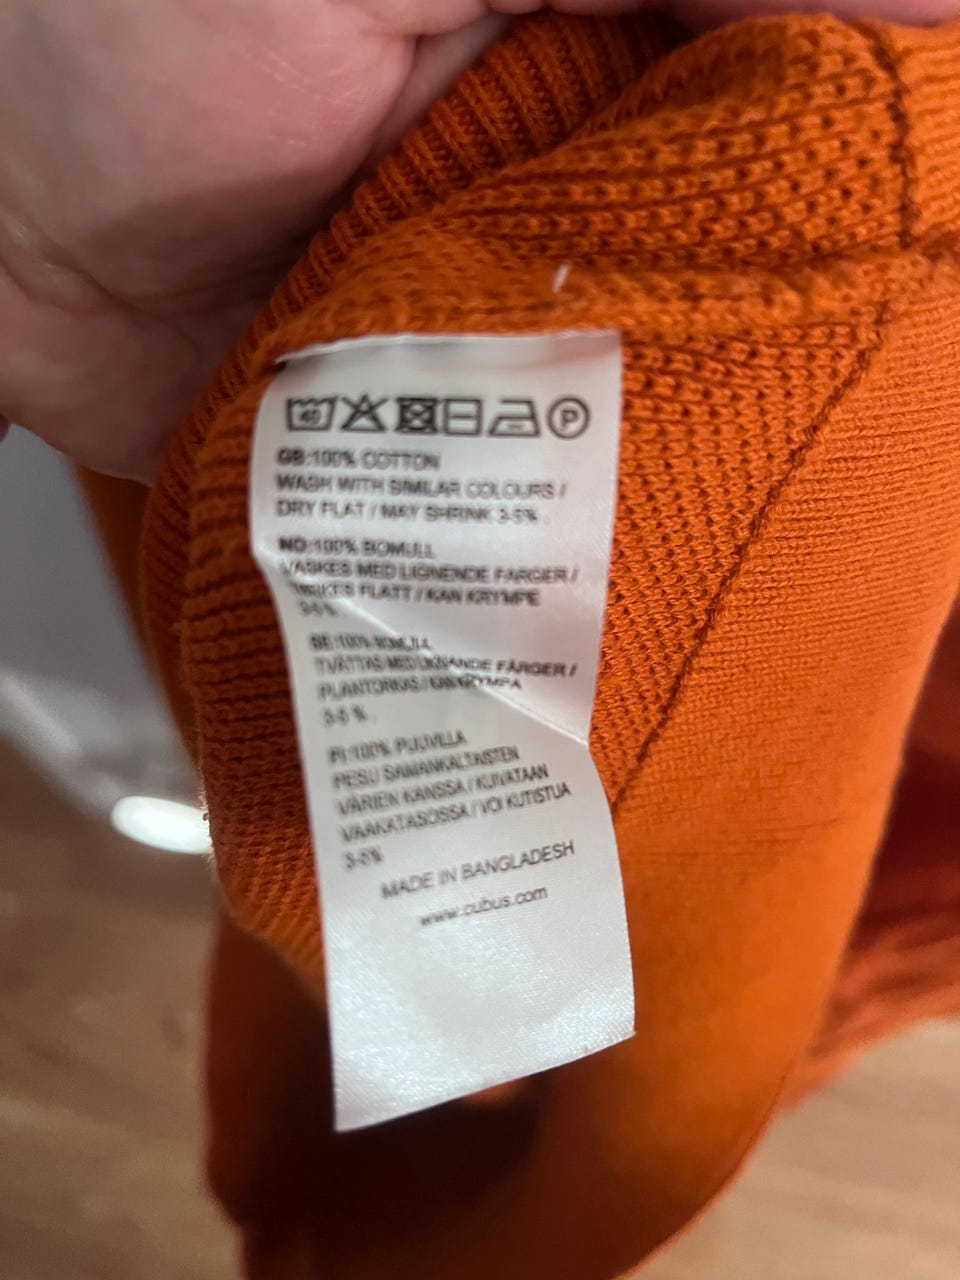 40 P
GB:100% COTTON
WASH WITH SIMILAR COLOURS /
DRY FLAT / MAY SHRINK 3-5% .
NO:100% BOMULL
VASKES MED LIGNENDE FARGER /
TØRKES FLATT / KAN KRYMPE
3-5% .
SE:100% BOMULL
TVÄTTAS MED LIKNANDE FÄRGER /
PLANTORKAS / KAN KRYMPA
3-5 % .
FI:100% PUUVILLA
PESU SAMANKALTAISTEN
VÄRIEN KANSSA / KUIVATAAN
VAAKATASOSSA / VOI KUTISTUA
3-5%
MADE IN BANGLADESH
www.cubus.com